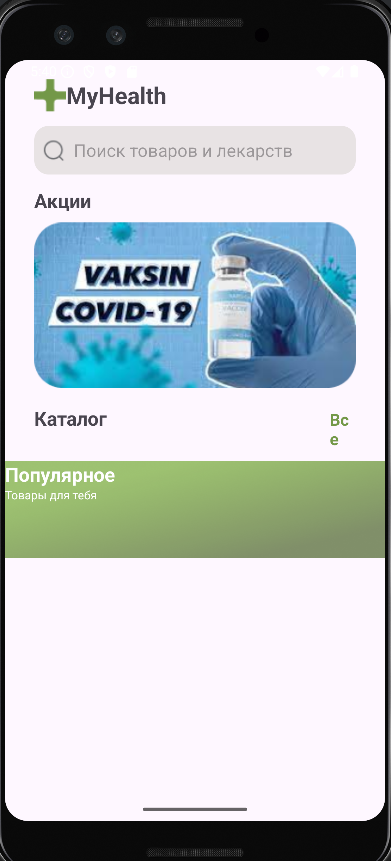 MyHealth
Поиск товаров и лекарств
Акции
VAKSIN
COVID-19
Каталог
Вс
е
Популярное
Товары для тебя